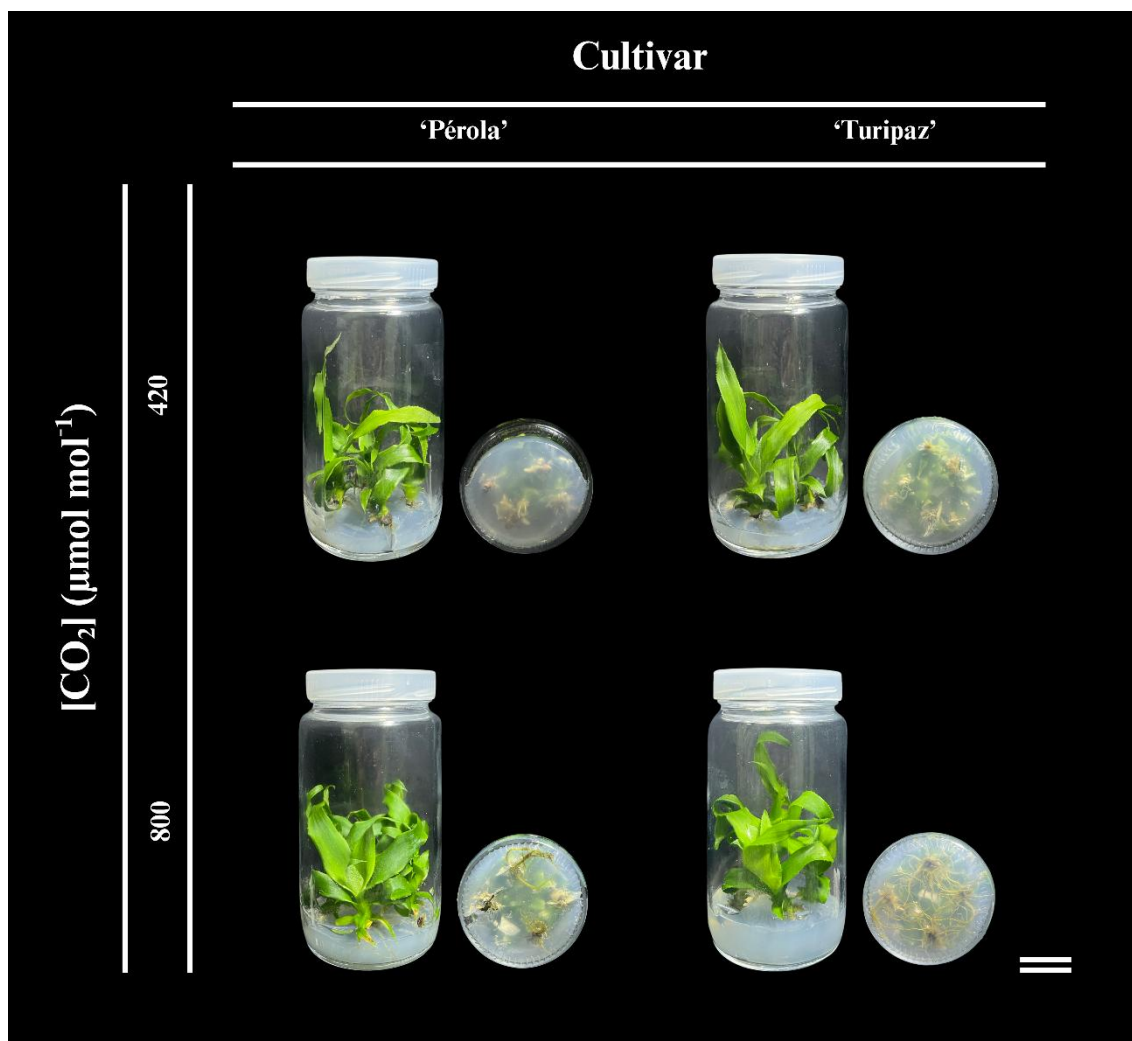 Cultivar
‘Pérola’
‘Turipaz’
[CO₂] (µmol mol⁻¹)
420
800